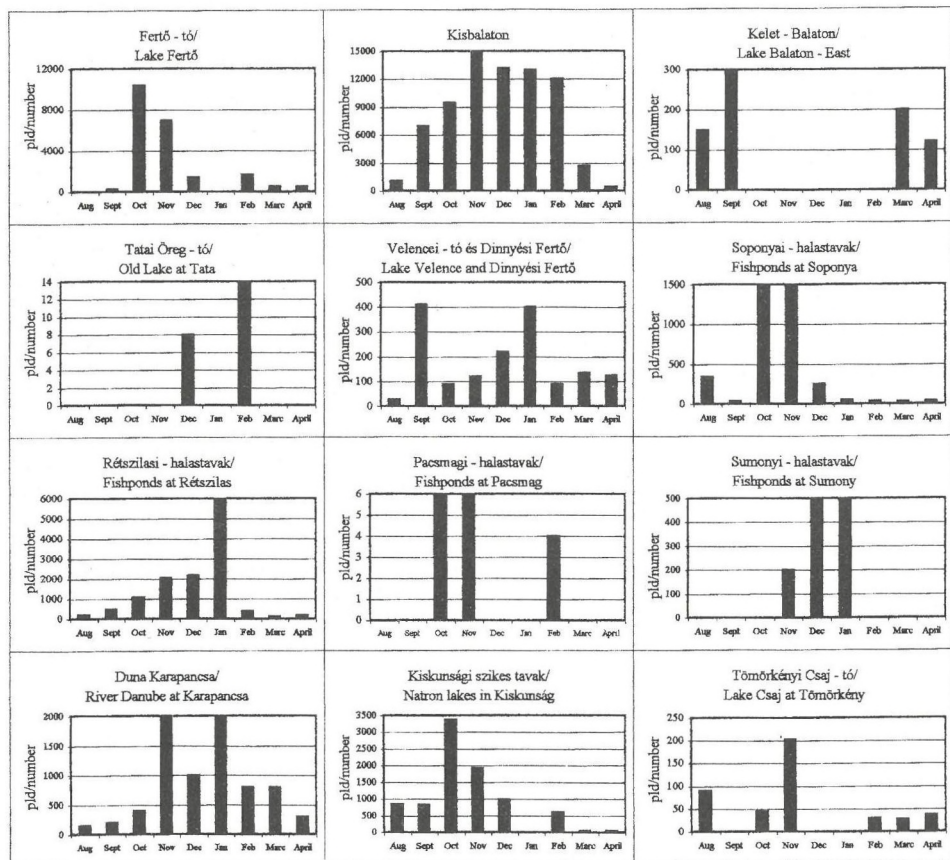 Fertő - tó/
Lake Fertő
pld/number
12000
8000
4000
0
Aug Sept Oct Nov Dec Jan Feb Marc April
Kisbalaton
pld/number
15000
12000
9000
6000
3000
0
Aug Sept Oct Nov Dec Jan Feb Marc April
Kelet - Balaton/
Lake Balaton - East
pld/number
300
200
100
0
Aug Sept Oct Nov Dec Jan Feb Marc April
Tatai Öreg - tó/
Old Lake at Tata
pld/number
14
12
10
8
6
4
2
0
Aug Sept Oct Nov Dec Jan Feb Marc April
Velencei - tó és Dinnyési Fertő/
Lake Velence and Dinnyési Fertő
pld/number
500
400
300
200
100
0
Aug Sept Oct Nov Dec Jan Feb Marc April
Soponyai - halastavak/
Fishponds at Soponya
pld/number
1500
1000
500
0
Aug Sept Oct Nov Dec Jan Feb Marc April
Rétszilasi - halastavak/
Fishponds at Rétszilas
pld/number
6000
5000
4000
3000
2000
1000
0
Aug Sept Oct Nov Dec Jan Feb Marc April
Pacsmagi - halastavak/
Fishponds at Pacsmag
pld/number
6
5
4
3
2
1
0
Aug Sept Oct Nov Dec Jan Feb Marc April
Sumonyi - halastavak/
Fishponds at Sumony
pld/number
500
400
300
200
100
0
Aug Sept Oct Nov Dec Jan Feb Marc April
Duna Karapancsa/
River Danube at Karapancsa
pld/number
2000
1500
1000
500
0
Aug Sept Oct Nov Dec Jan Feb Marc April
Kiskunsági szikes tavak/
Natron lakes in Kiskunság
pld/number
3500
3000
2500
2000
1500
1000
500
0
Aug Sept Oct Nov Dec Jan Feb Marc April
Tömörkényi Csaj - tó/
Lake Csaj at Tömörkény
pld/number
250
200
150
100
50
0
Aug Sept Oct Nov Dec Jan Feb Marc April